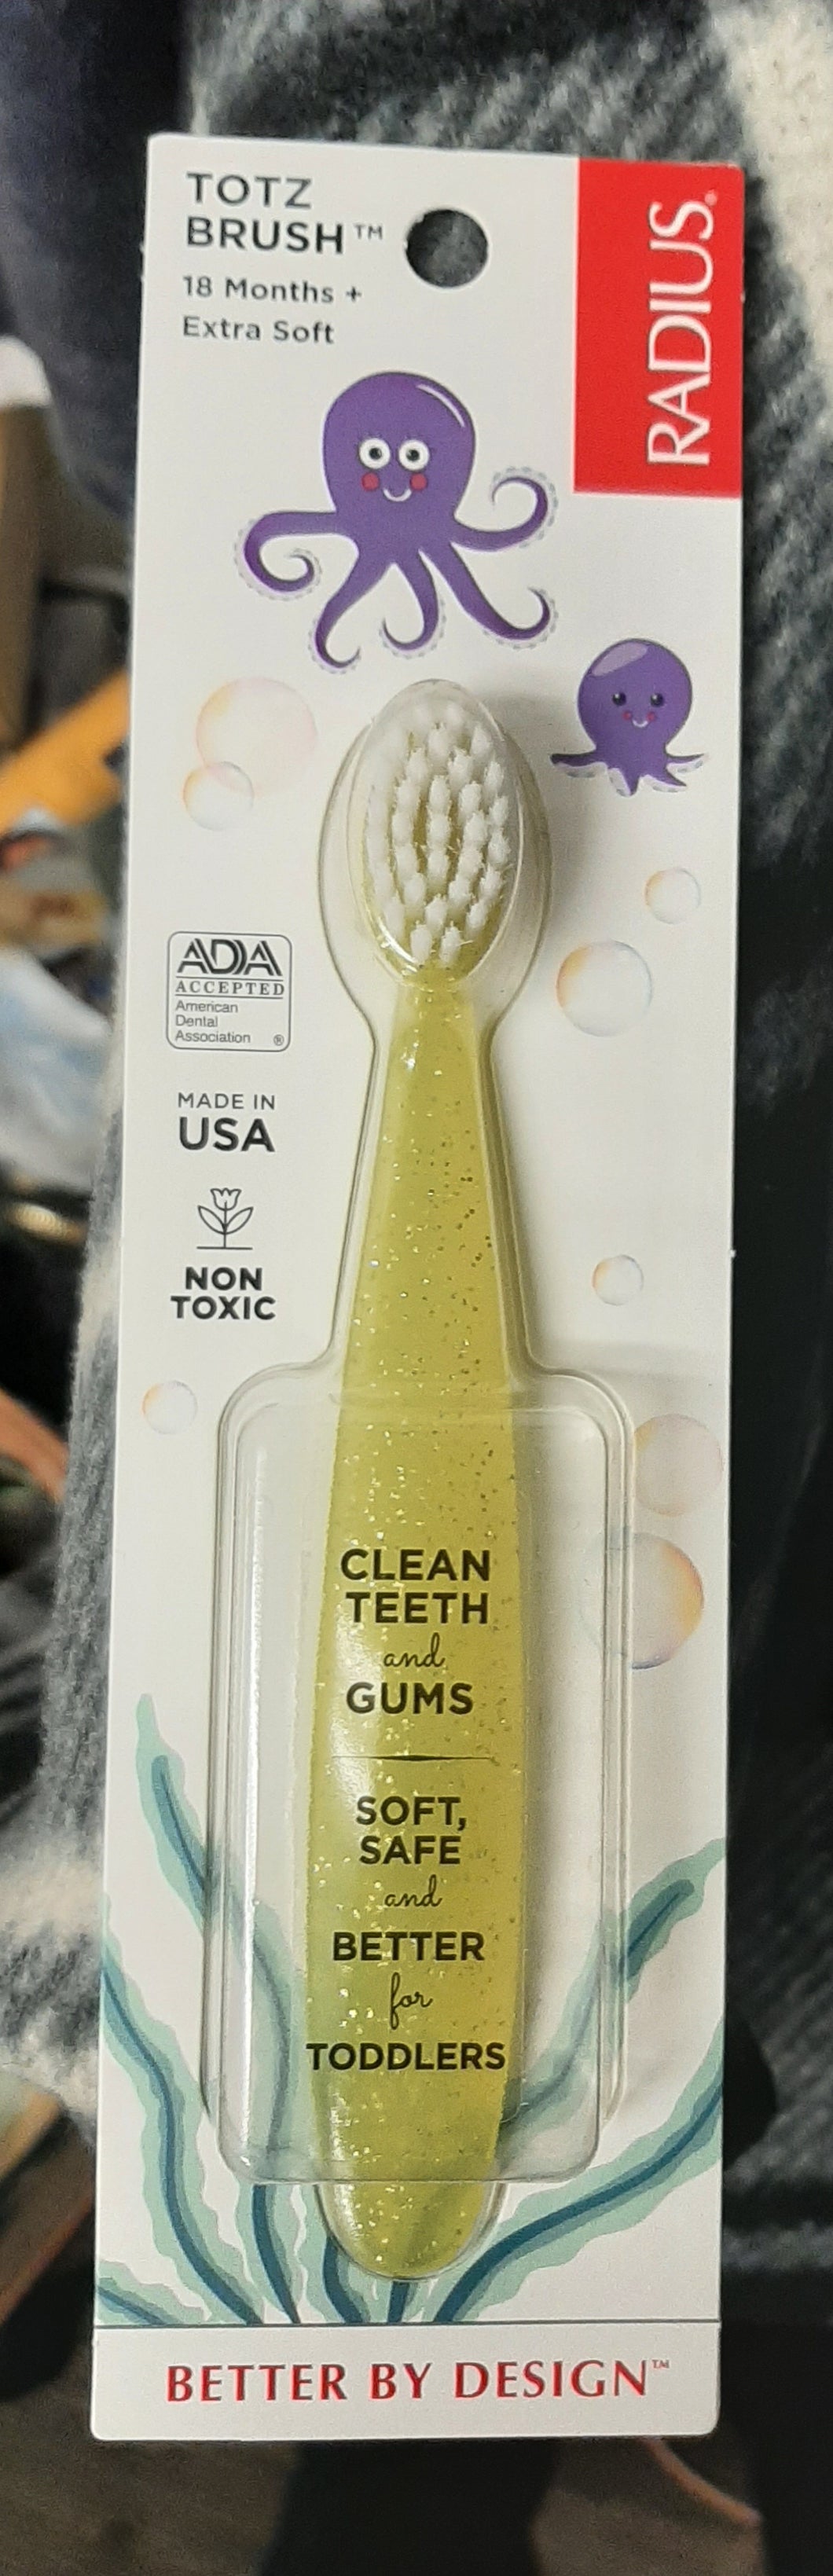 TOTZ
BRUSH™
18 Months +
Extra Soft
RADIUS®
ADA
ACCEPTED
American
Dental
Association ®
MADE IN
USA
NON
TOXIC
CLEAN
TEETH
and
GUMS
SOFT,
SAFE
and
BETTER
for
TODDLERS
BETTER BY DESIGN™